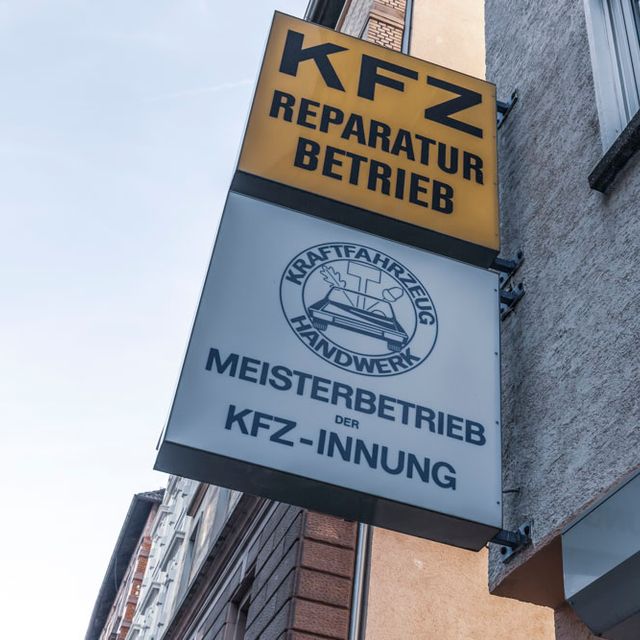 KFZ
REPARATUR
BETRIEB
KRAFTFAHRZEUG
HANDWERK
MEISTERBETRIEB
DER
KFZ-INNUNG